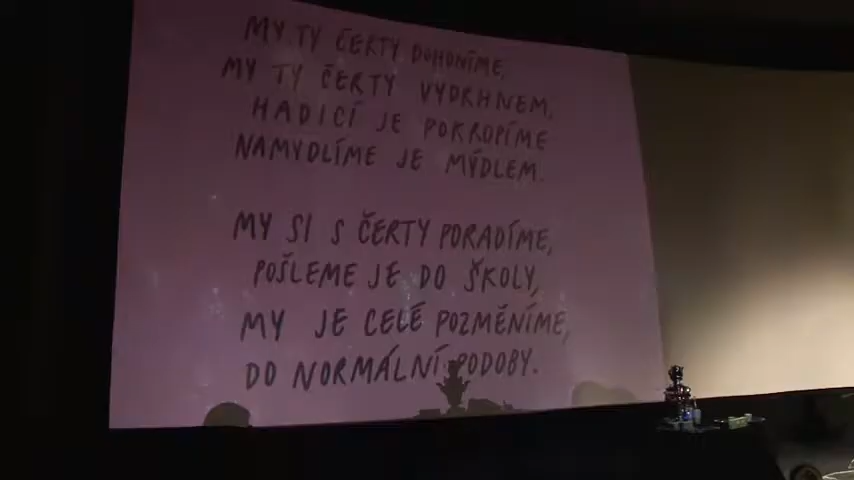 MY TY ČERTY DOHONÍME,
MY TY ČERTY VYDRHNEM,
HADICÍ JE POKROPÍME
NAMYDLÍME JE MÝDLEM.
MY SI S ČERTY PORADÍME,
POŠLEME JE DO ŠKOLY,
MY JE CELÉ POZMĚNÍME,
DO NORMÁLNÍ PODOBY.